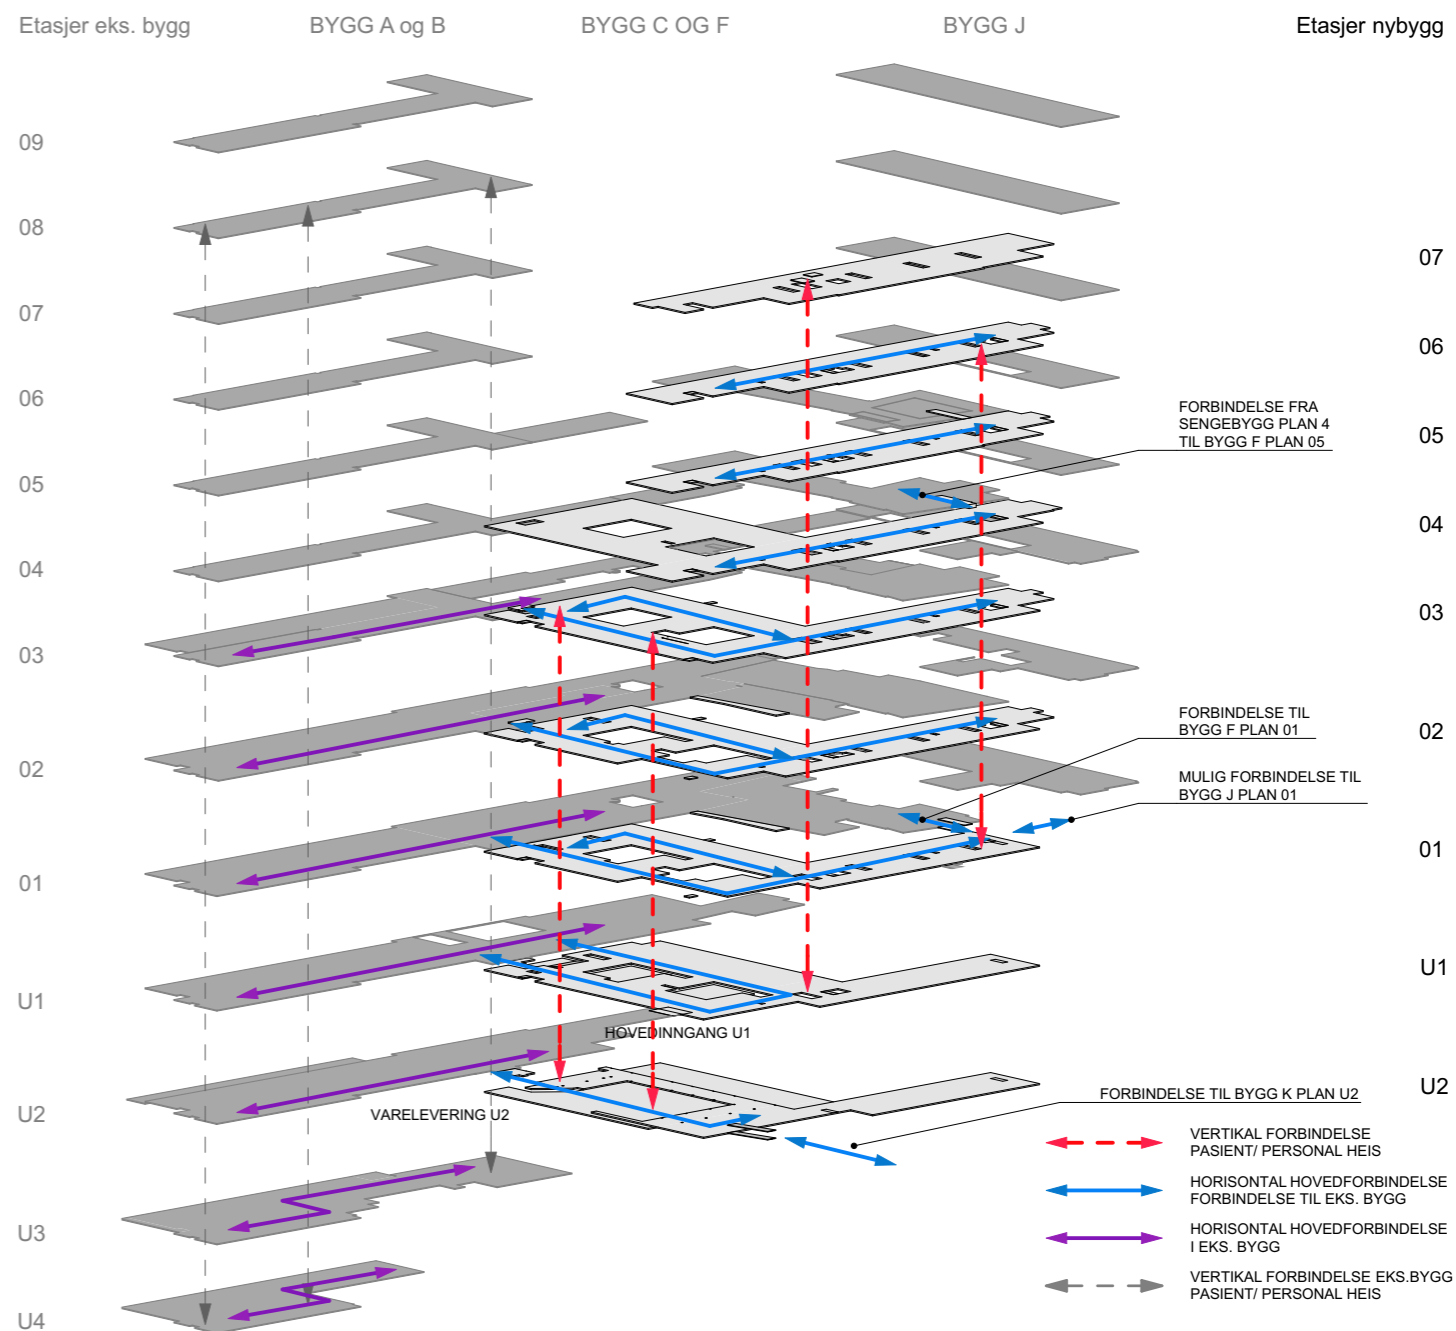 Etasjer eks. bygg
BYGG A og B
BYGG C OG F
BYGG J
Etasjer nybygg
09
08
07
06
05
04
03
02
01
U1
U2
U3
U4
07
06
05
04
03
02
01
U1
U2
FORBINDELSE FRA
SENGEBYGG PLAN 4
TIL BYGG F PLAN 05
FORBINDELSE TIL
BYGG F PLAN 01
MULIG FORBINDELSE TIL
BYGG J PLAN 01
HOVEDINNGANG U1
VARELEVERING U2
FORBINDELSE TIL BYGG K PLAN U2
VERTIKAL FORBINDELSE
PASIENT/ PERSONAL HEIS
HORISONTAL HOVEDFORBINDELSE
FORBINDELSE TIL EKS. BYGG
HORISONTAL HOVEDFORBINDELSE
I EKS. BYGG
VERTIKAL FORBINDELSE EKS.BYGG
PASIENT/ PERSONAL HEIS